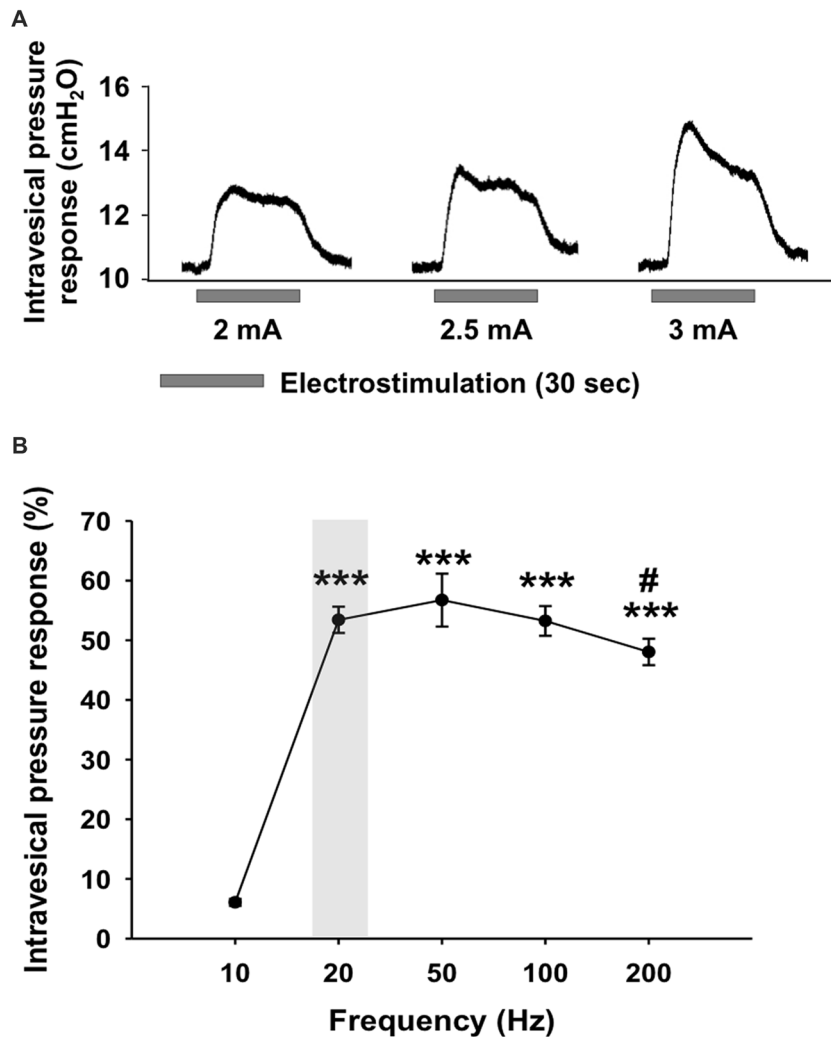 A
Intravesical pressure
response (cmH₂O)
16
14
12
10
2 mA
2.5 mA
3 mA
Electrostimulation (30 sec)
B
Intravesical pressure response (%)
70
60
50
40
30
20
10
0
***
***
***
#
***
10
20
50
100
200
Frequency (Hz)